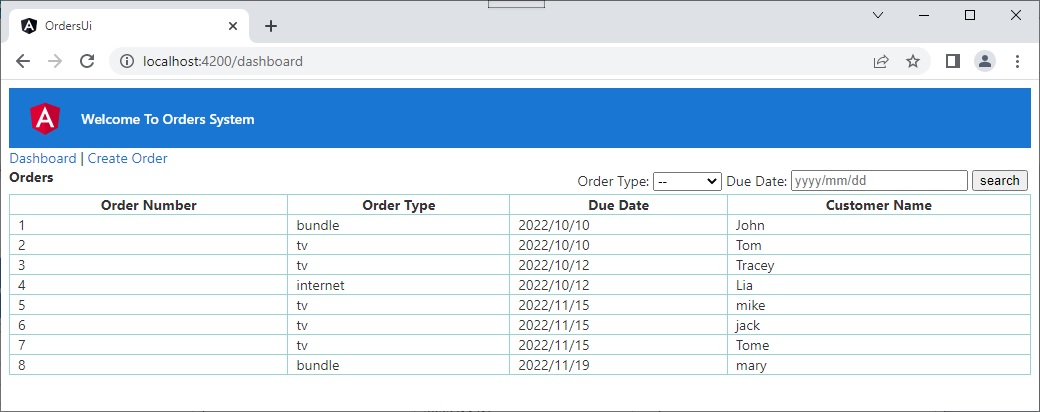 OrdersUi
localhost:4200/dashboard
Welcome To Orders System
Dashboard | Create Order
Orders Order Type: -- Due Date: yyyy/mm/dd search
Order Number Order Type Due Date Customer Name
1 bundle 2022/10/10 John
2 tv 2022/10/10 Tom
3 tv 2022/10/12 Tracey
4 internet 2022/10/12 Lia
5 tv 2022/11/15 mike
6 tv 2022/11/15 jack
7 tv 2022/11/15 Tome
8 bundle 2022/11/19 mary